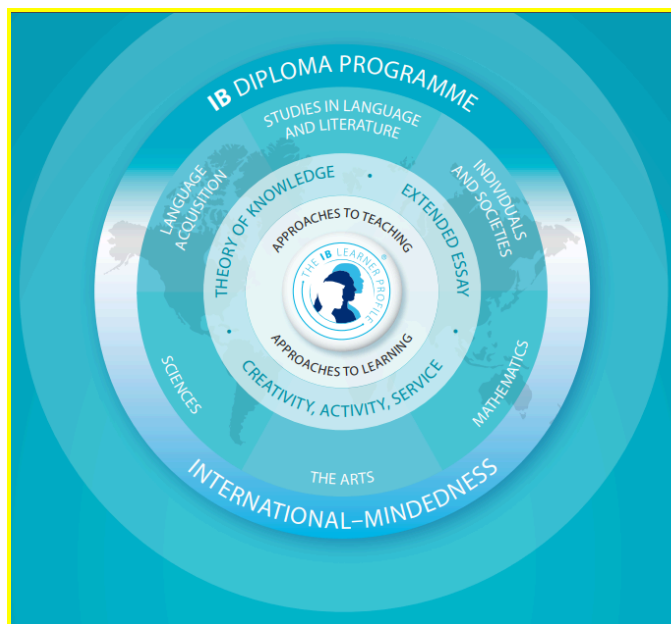 IB DIPLOMA PROGRAMME
STUDIES IN LANGUAGE
AND LITERATURE
LANGUAGE
ACQUISITION
INDIVIDUALS
AND SOCIETIES
THEORY OF KNOWLEDGE
•
EXTENDED ESSAY
•
APPROACHES TO TEACHING
THE IB LEARNER PROFILE
®
APPROACHES TO LEARNING
•
CREATIVITY, ACTIVITY, SERVICE
SCIENCES
MATHEMATICS
THE ARTS
INTERNATIONAL–MINDEDNESS